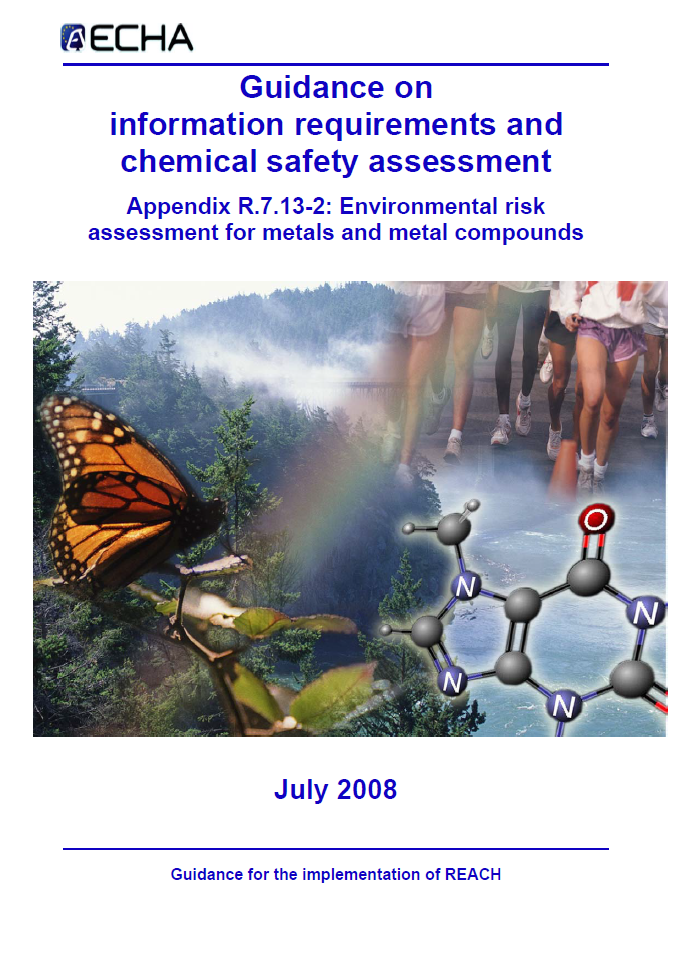 ECHA
Guidance on
information requirements and
chemical safety assessment
Appendix R.7.13-2: Environmental risk
assessment for metals and metal compounds
O
N
N
N
N
July 2008
Guidance for the implementation of REACH